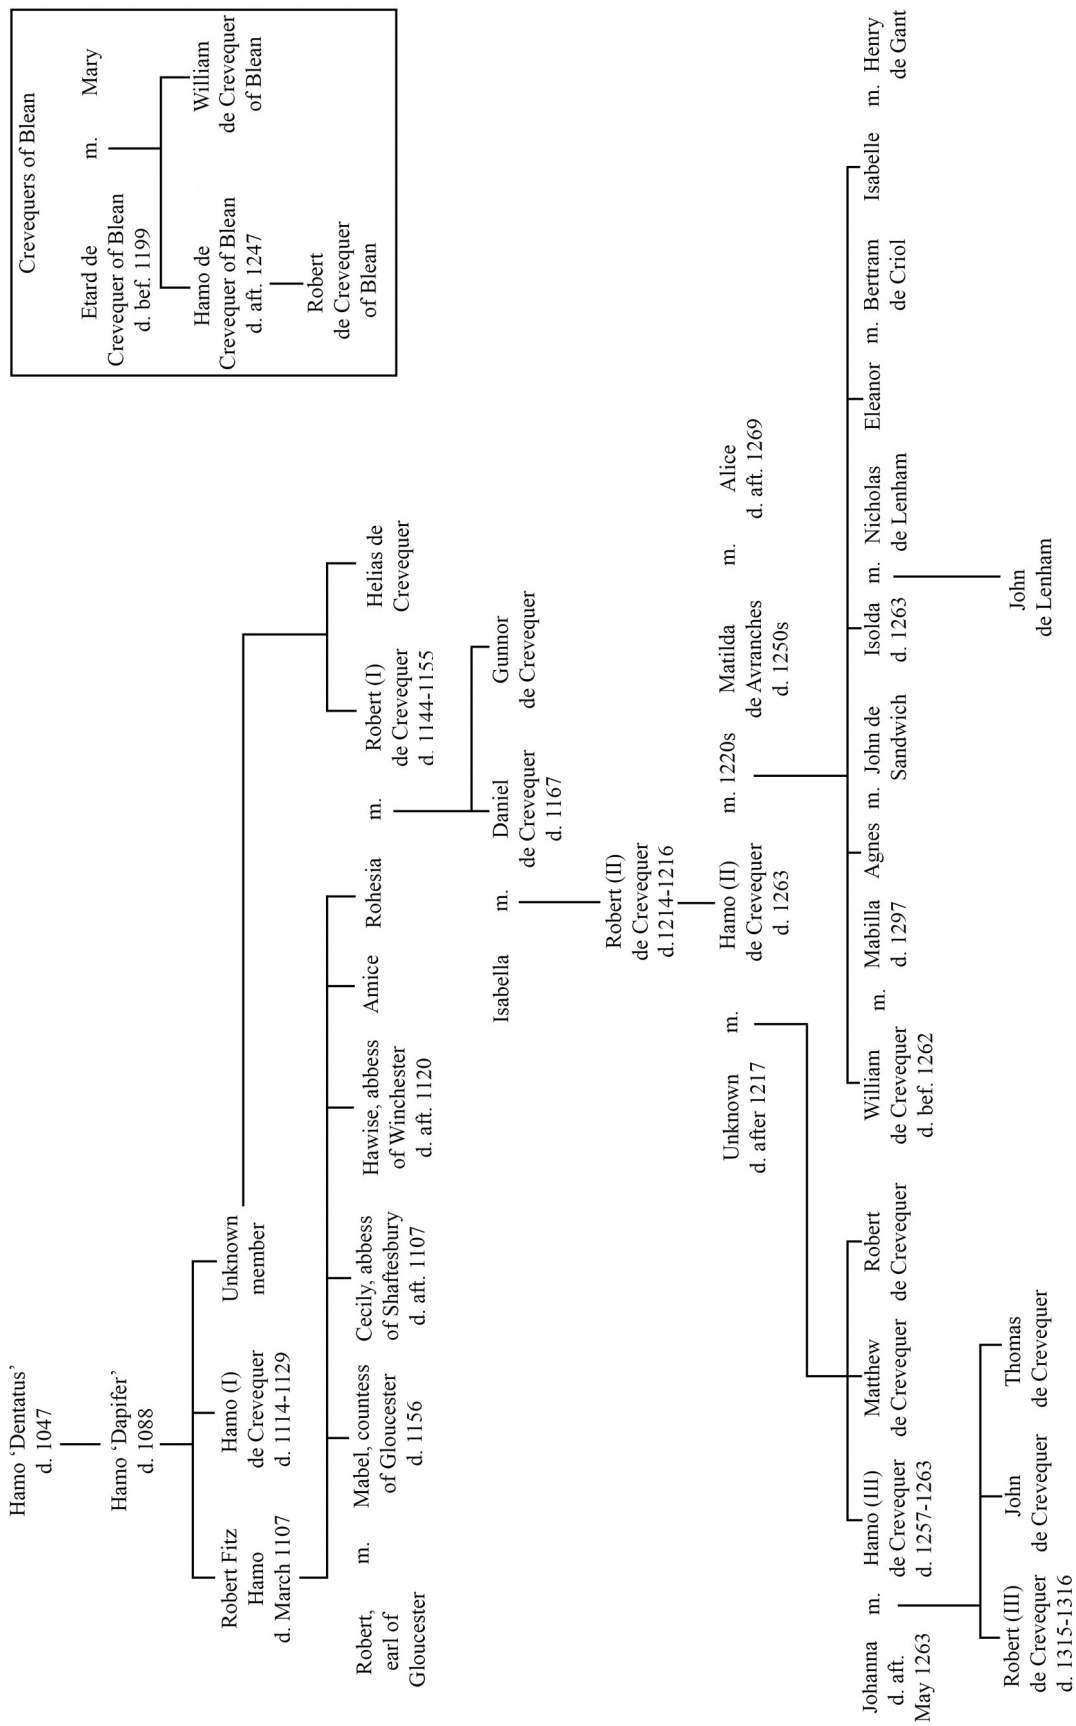 Hamo ‘Dentatus’
d. 1047
Hamo ‘Dapifer’
d. 1088
Robert Fitz
Hamo
d. March 1107
Hamo (I)
de Crevequer
d. 1114-1129
Unknown
member
Robert,
earl of
Gloucester
m.
Mabel, countess
of Gloucester
d. 1156
Cecily, abbess
of Shaftesbury
d. aft. 1107
Hawise, abbess
of Winchester
d. aft. 1120
Amice
Rohesia
m.
Robert (I)
de Crevequer
d. 1144-1155
Helias de
Crevequer
Isabella
m.
Daniel
de Crevequer
d. 1167
Gunnor
de Crevequer
Robert (II)
de Crevequer
d.1214-1216
Unknown
d. after 1217
m.
Hamo (II)
de Crevequer
d. 1263
m. 1220s
Matilda
de Avranches
d. 1250s
m.
Alice
d. aft. 1269
Johanna
d. aft.
May 1263
m.
Hamo (III)
de Crevequer
d. 1257-1263
Matthew
de Crevequer
Robert
de Crevequer
William
de Crevequer
d. bef. 1262
m.
Mabilla
d. 1297
Agnes
m.
John de
Sandwich
Isolda
d. 1263
m.
Nicholas
de Lenham
Eleanor
m.
Bertram
de Criol
Isabelle
m.
Henry
de Gant
Robert (III)
de Crevequer
d. 1315-1316
John
de Crevequer
Thomas
de Crevequer
John
de Lenham
Crevequers of Blean
Etard de
Crevequer of Blean
d. bef. 1199
m.
Mary
Hamo de
Crevequer of Blean
d. aft. 1247
William
de Crevequer
of Blean
Robert
de Crevequer
of Blean